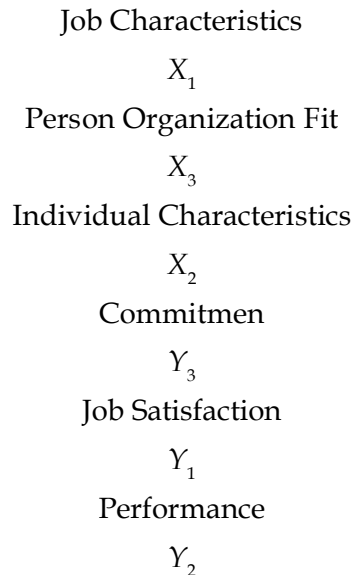 Job Characteristics
X₁
Person Organization Fit
X₃
Individual Characteristics
X₂
Commitmen
Y₃
Job Satisfaction
Y₁
Performance
Y₂